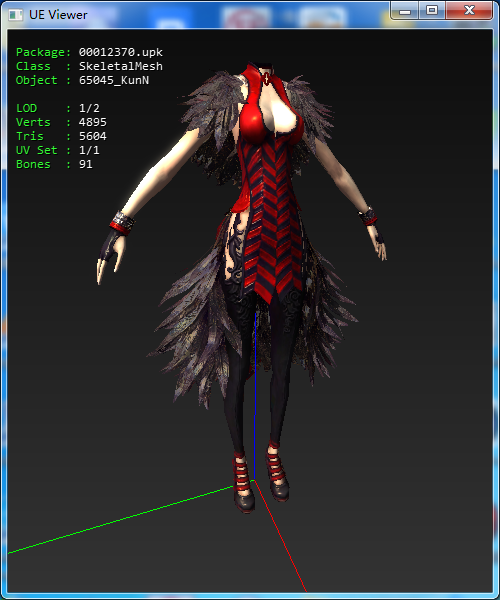 UE Viewer
Package: 00012370.upk
Class : SkeletalMesh
Object : 65045_KunN
LOD : 1/2
Verts : 4895
Tris : 5604
UV Set : 1/1
Bones : 91